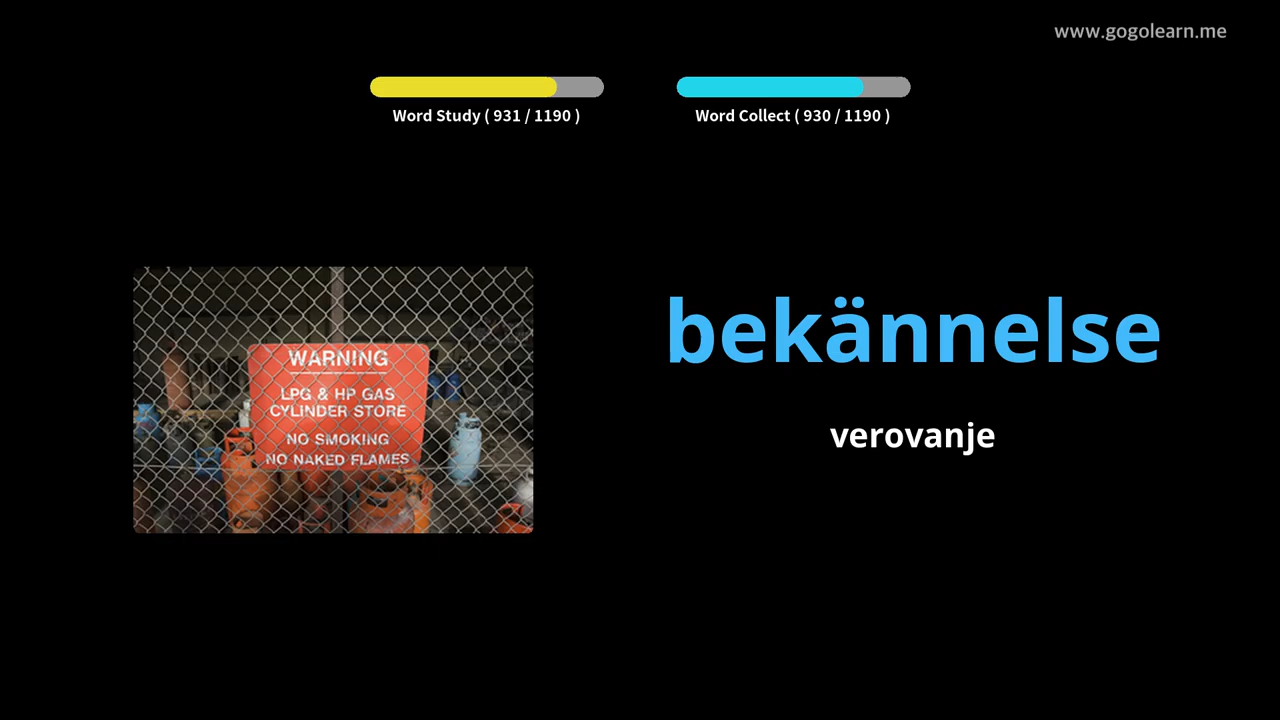 www.gogolearn.me
Word Study ( 931 / 1190 )
Word Collect ( 930 / 1190 )
WARNING
LPG & HP GAS
CYLINDER STORE
NO SMOKING
NO NAKED FLAMES
bekännelse
verovanje